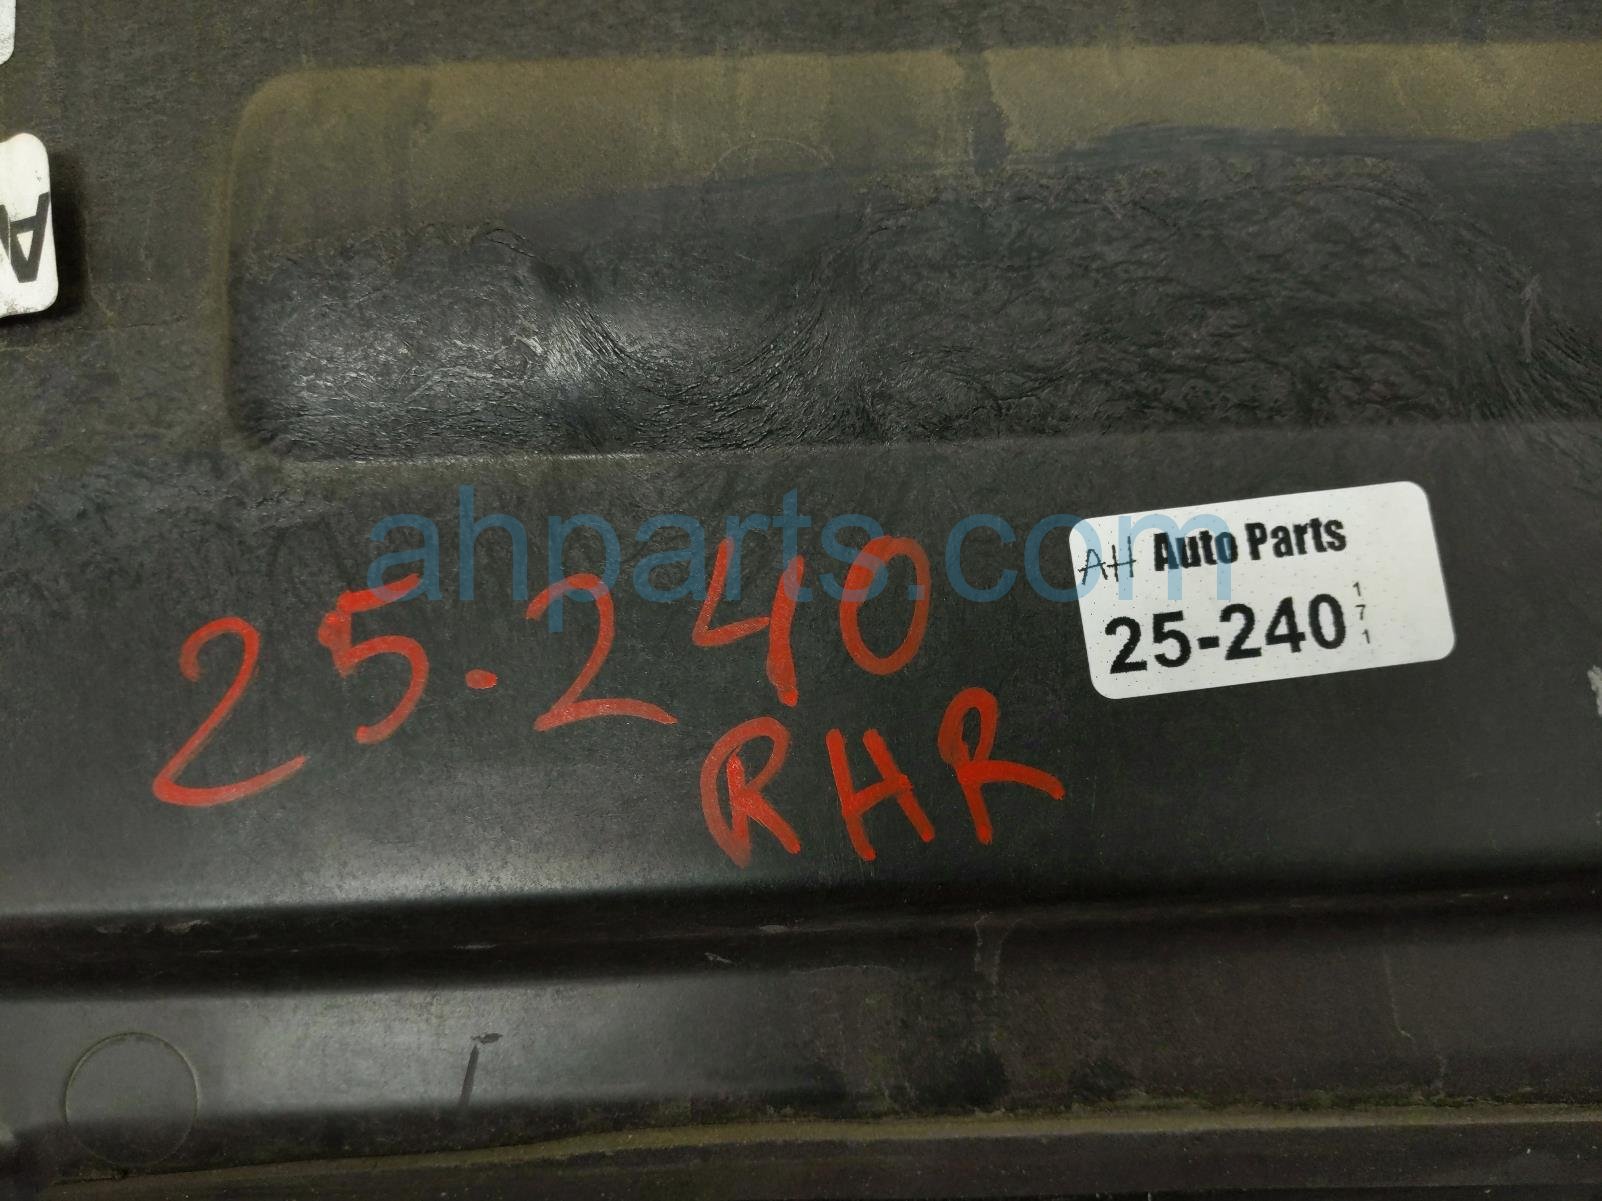 A
ahparts.com
25.240
RHR
AH Auto Parts
25-240
171